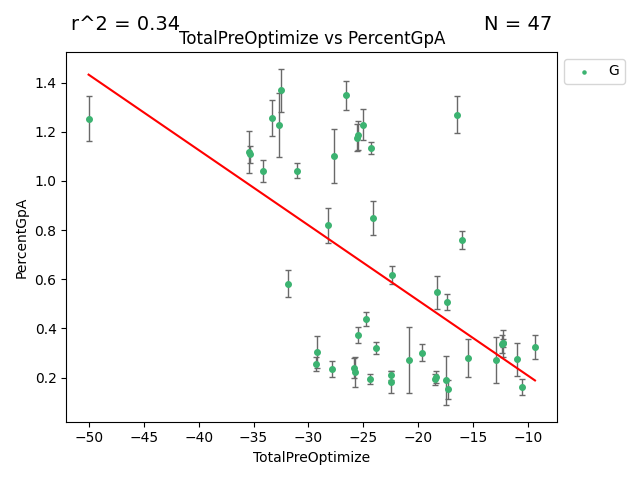 r^2 = 0.34
N = 47
TotalPreOptimize vs PercentGpA
G
1.4
1.2
1.0
0.8
0.6
0.4
0.2
PercentGpA
−50
−45
−40
−35
−30
−25
−20
−15
−10
TotalPreOptimize